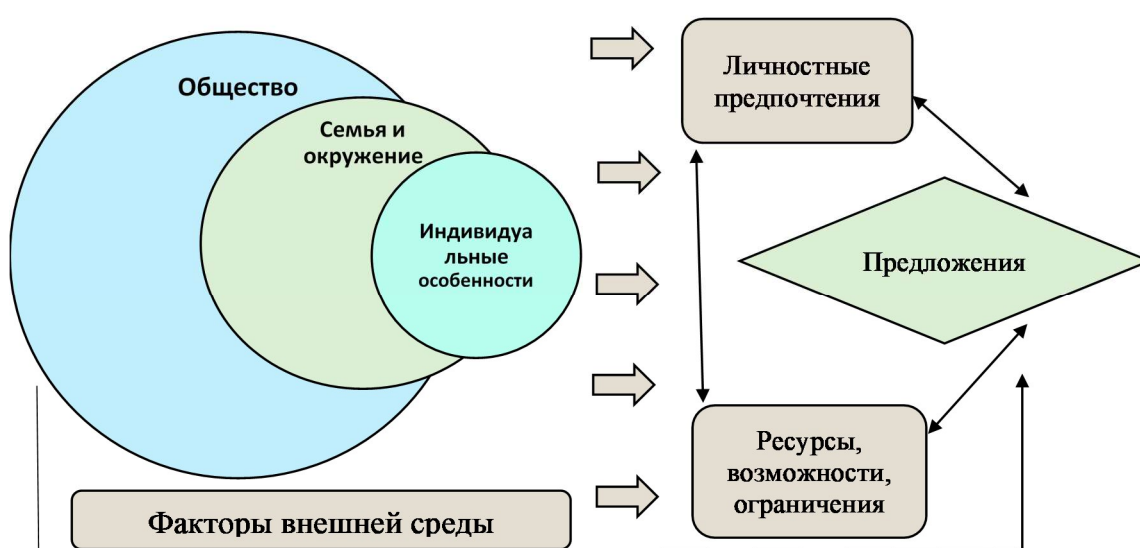 Общество
Семья и
окружение
Индивидуа
льные
особенности
Факторы внешней среды
Личностные
предпочтения
Предложения
Ресурсы,
возможности,
ограничения